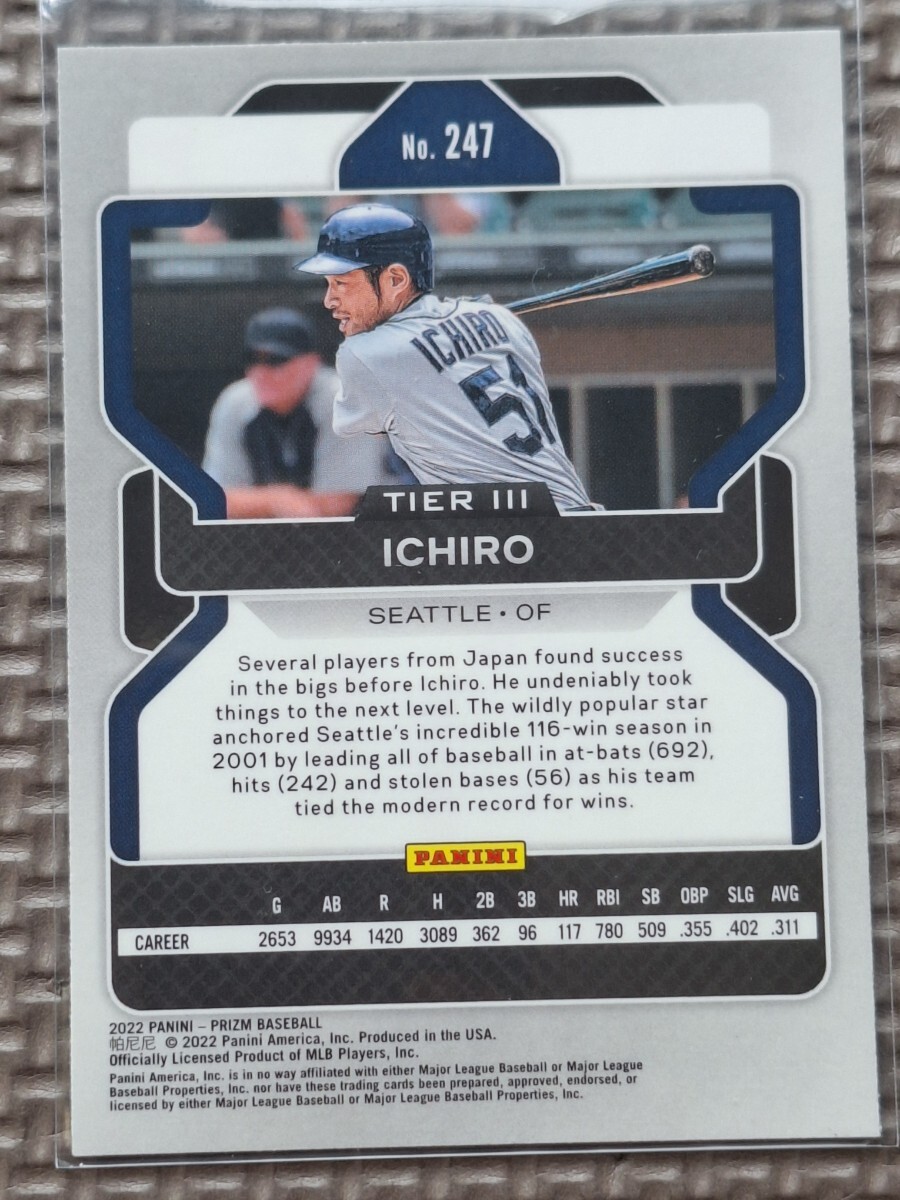 No. 247
ICHIRO
51
TIER III
ICHIRO
SEATTLE • OF
Several players from Japan found success
in the bigs before Ichiro. He undeniably took
things to the next level. The wildly popular star
anchored Seattle's incredible 116-win season in
2001 by leading all of baseball in at-bats (692),
hits (242) and stolen bases (56) as his team
tied the modern record for wins.
PANINI
G AB R H 2B 3B HR RBI SB OBP SLG AVG
CAREER 2653 9934 1420 3089 362 96 117 780 509 .355 .402 .311
2022 PANINI – PRIZM BASEBALL
帕尼尼 © 2022 Panini America, Inc. Produced in the USA.
Officially Licensed Product of MLB Players, Inc.
Panini America, Inc. is in no way affiliated with either Major League Baseball or Major League
Baseball Properties, Inc. nor have these trading cards been prepared, approved, endorsed, or
licensed by either Major League Baseball or Major League Baseball Properties, Inc.